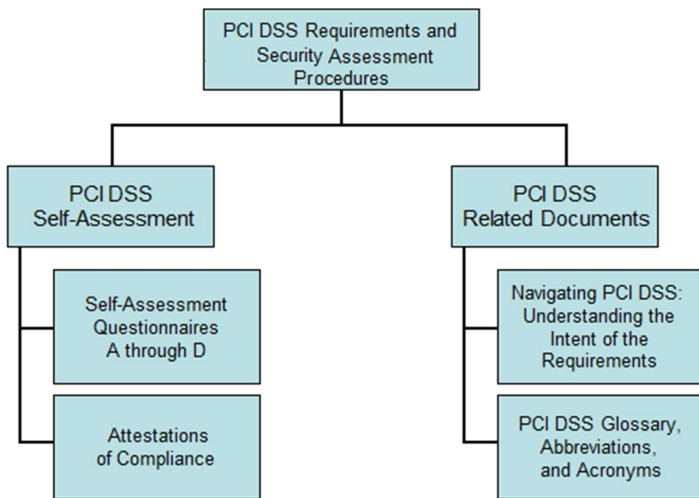 PCI DSS Requirements and
Security Assessment
Procedures
PCI DSS
Self-Assessment
Self-Assessment
Questionnaires
A through D
Attestations
of Compliance
PCI DSS
Related Documents
Navigating PCI DSS:
Understanding the
Intent of the
Requirements
PCI DSS Glossary,
Abbreviations,
and Acronyms